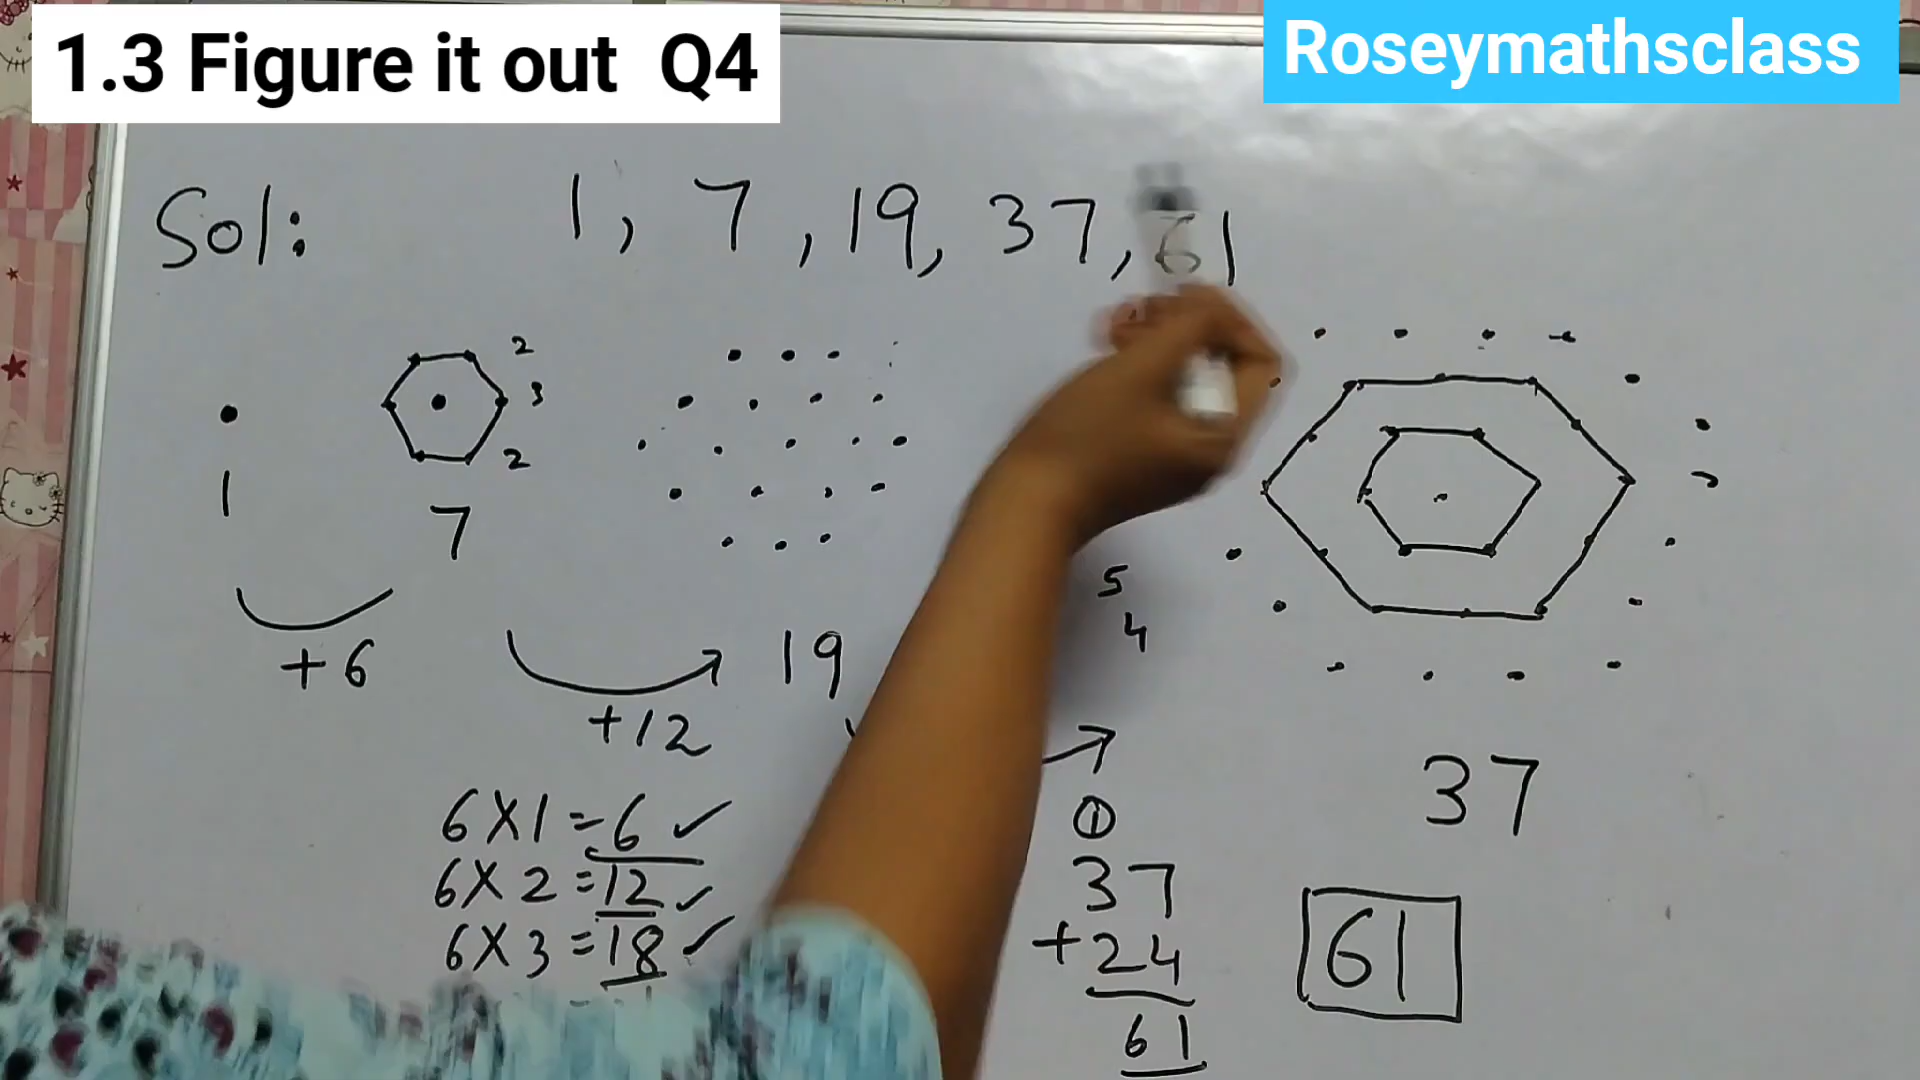 1.3 Figure it out Q4
Roseymathsclass
Sol: 1, 7, 19, 37, 61
2
3
2
1
7
5
4
+6
+12
19
37
6X1=6 ✓
6X2=12 ✓
6X3=18 ✓
1
37
+24
61
61